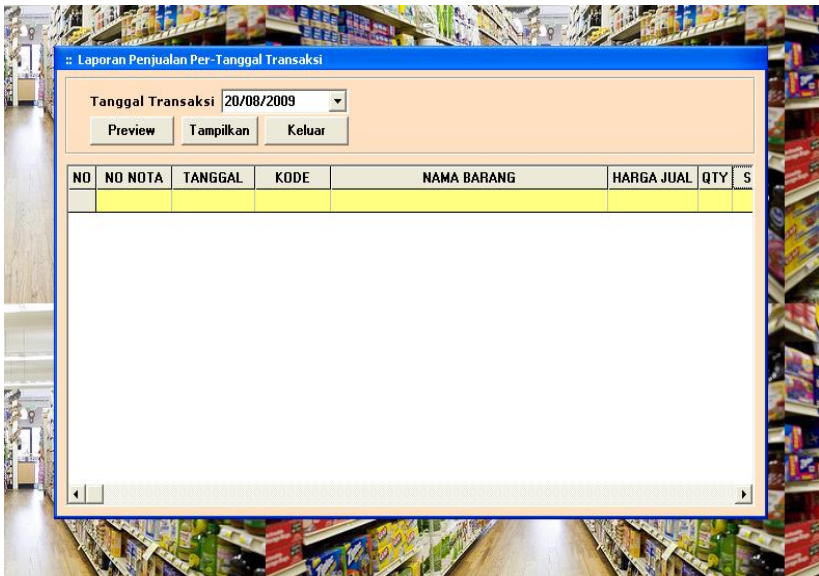 :: Laporan Penjualan Per-Tanggal Transaksi
Tanggal Transaksi 20/08/2009
Preview Tampilkan Keluar
NO NO NOTA TANGGAL KODE NAMA BARANG HARGA JUAL QTY S